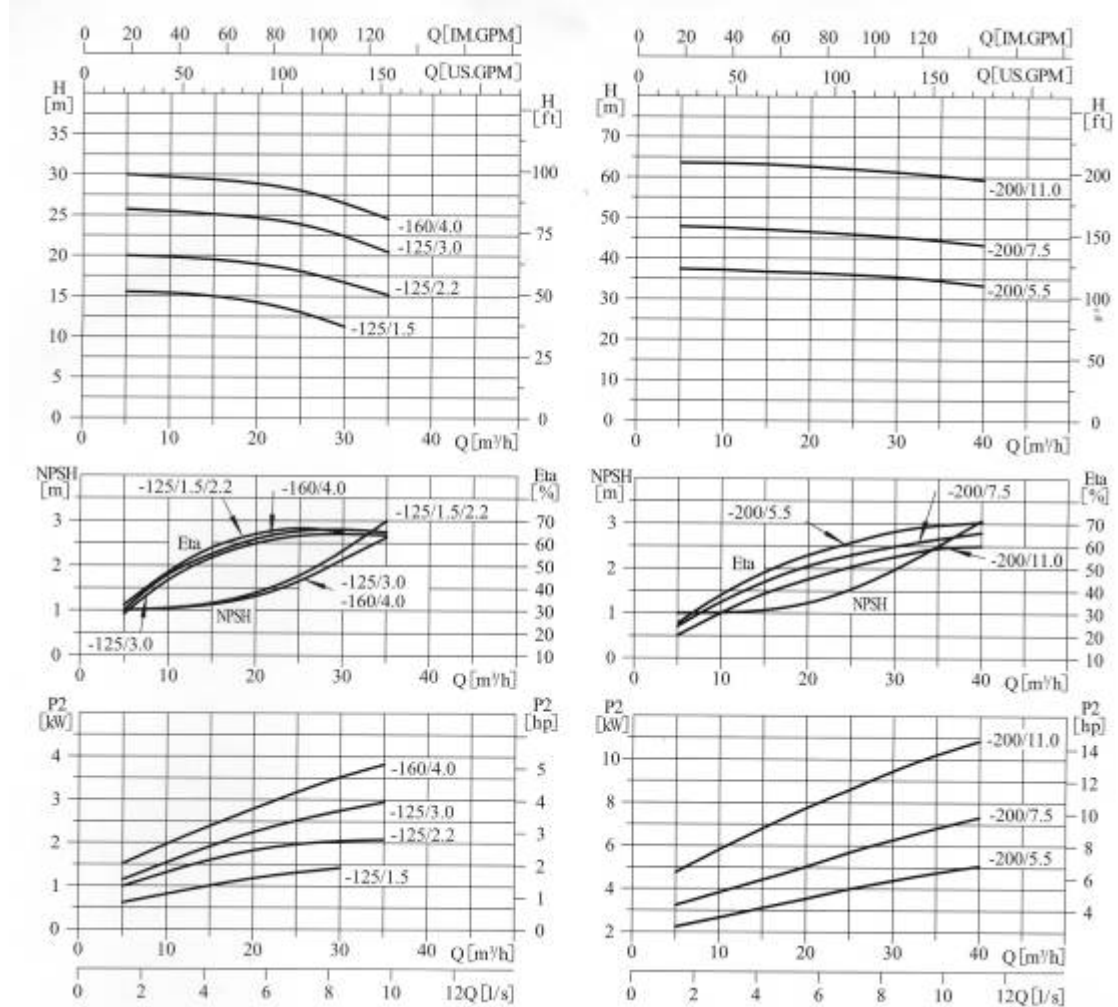 0 20 40 60 80 100 120 Q[IM.GPM]
0 50 100 150 Q[US.GPM]
H
[m]
H
[ft]
35
30
25
20
15
10
5
0
100
75
50
25
0
-160/4.0
-125/3.0
-125/2.2
-125/1.5
0 10 20 30 40 Q[m³/h]
NPSH
[m]
Eta
[%]
3
2
1
0
70
60
50
40
30
20
10
-125/1.5/2.2
-160/4.0
-125/1.5/2.2
Eta
-125/3.0
-160/4.0
NPSH
-125/3.0
0 10 20 30 40 Q[m³/h]
P2
[kW]
P2
[hp]
4
3
2
1
0
5
4
3
2
1
0
-160/4.0
-125/3.0
-125/2.2
-125/1.5
0 10 20 30 40 Q[m³/h]
0 2 4 6 8 10 12Q[l/s]
0 20 40 60 80 100 120 Q[IM.GPM]
0 50 100 150 Q[US.GPM]
H
[m]
H
[ft]
70
60
50
40
30
20
10
0
200
150
100
50
0
-200/11.0
-200/7.5
-200/5.5
0 10 20 30 40 Q[m³/h]
NPSH
[m]
Eta
[%]
3
2
1
0
70
60
50
40
30
20
10
-200/7.5
-200/5.5
Eta
-200/11.0
NPSH
0 10 20 30 40 Q[m³/h]
P2
[kW]
P2
[hp]
10
8
6
4
2
14
12
10
8
6
4
-200/11.0
-200/7.5
-200/5.5
0 10 20 30 40 Q[m³/h]
0 2 4 6 8 10 12Q[l/s]